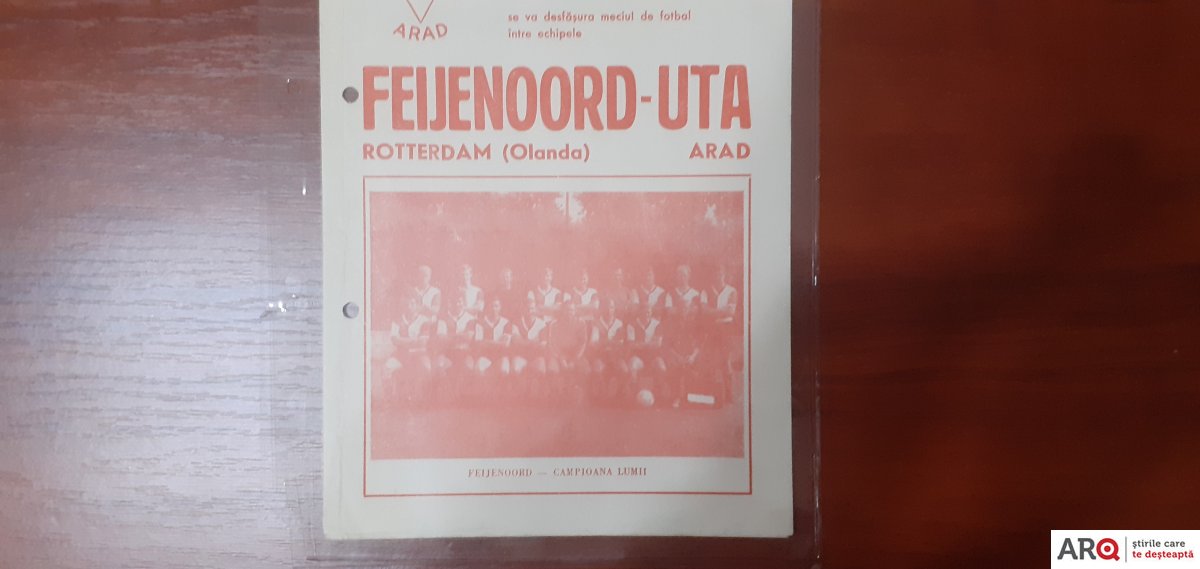 ARAD
se va desfășura meciul de fotbal
între echipele
FEIJENOORD-UTA
ROTTERDAM (Olanda) ARAD
FEIJENOORD — CAMPIOANA LUMII
ARQ știrile care
te deșteaptă